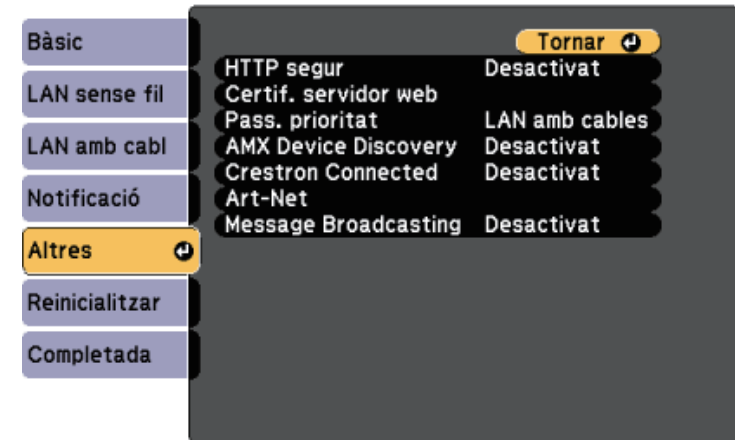 Bàsic
LAN sense fil
LAN amb cabl
Notificació
Altres
Reinicialitzar
Completada
Tornar
HTTP segur Desactivat
Certif. servidor web
Pass. prioritat LAN amb cables
AMX Device Discovery Desactivat
Crestron Connected Desactivat
Art-Net
Message Broadcasting Desactivat